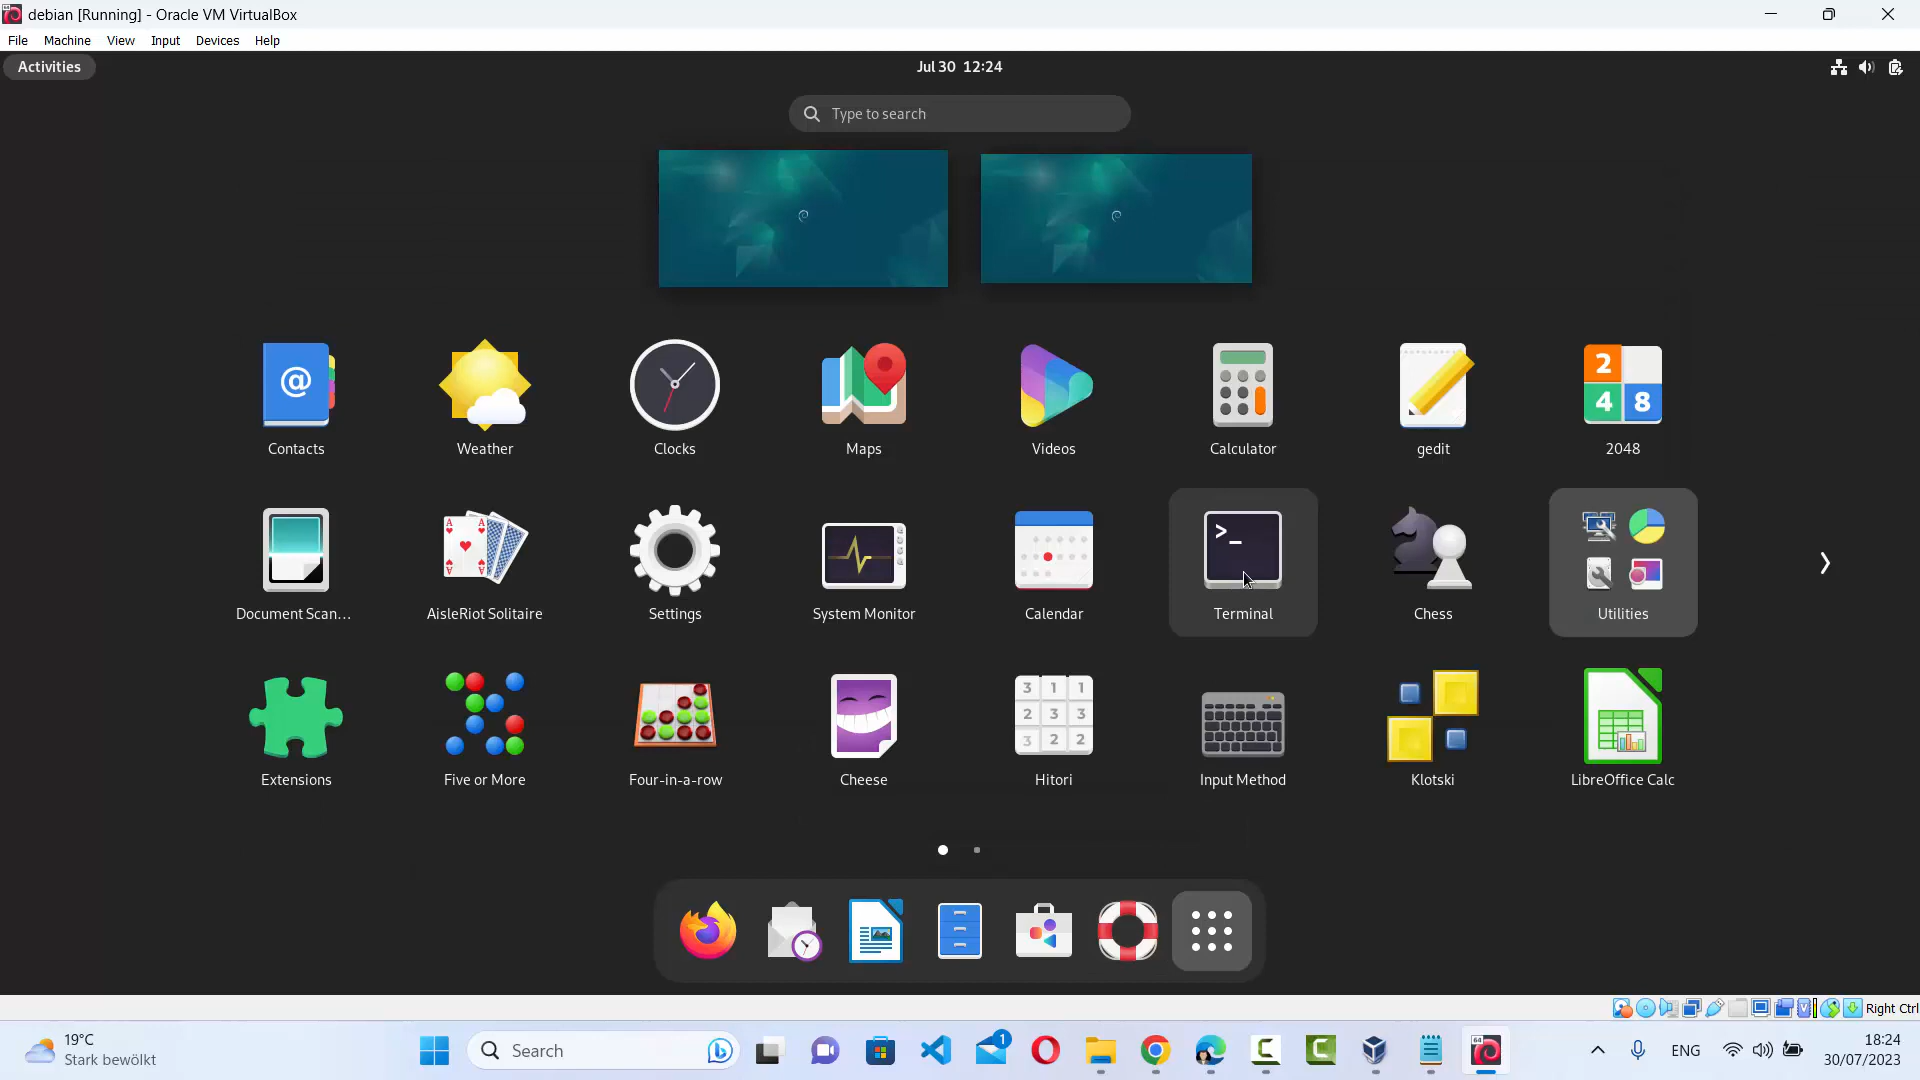 debian [Running] - Oracle VM VirtualBox
File Machine View Input Devices Help
Activities
Jul 30 12:24
Type to search
Contacts Weather Clocks Maps Videos Calculator gedit 2048
Document Scan... AisleRiot Solitaire Settings System Monitor Calendar Terminal Chess Utilities
Extensions Five or More Four-in-a-row Cheese Hitori Input Method Klotski LibreOffice Calc
Right Ctrl
19°C
Stark bewölkt
Search
1
ENG
18:24
30/07/2023